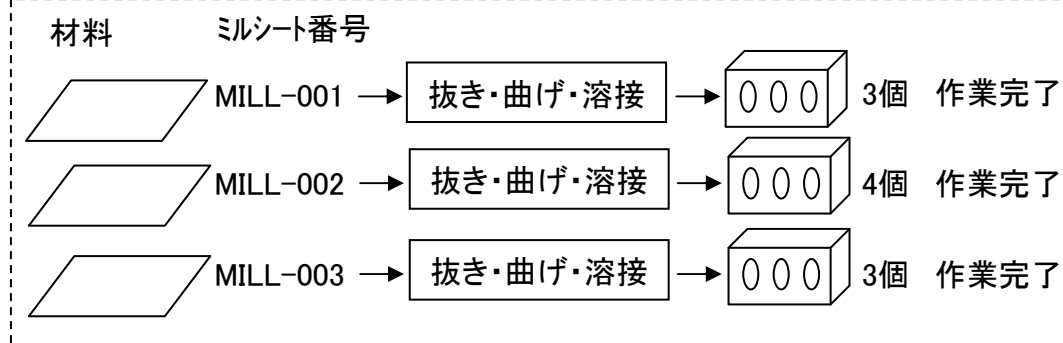 材料 ミルシート番号
MILL-001 抜き・曲げ・溶接 3個 作業完了
MILL-002 抜き・曲げ・溶接 4個 作業完了
MILL-003 抜き・曲げ・溶接 3個 作業完了